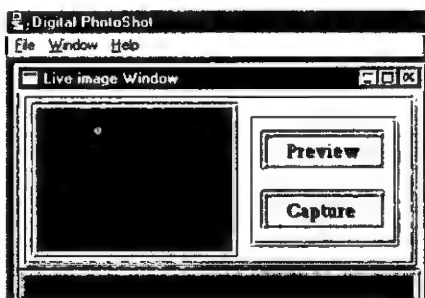 Digital PhotoShot
File Window Help
Live image Window
Preview
Capture